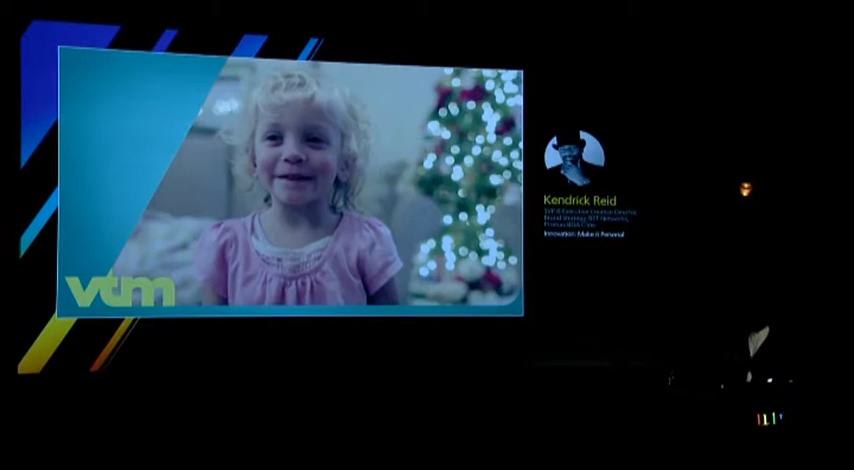 vtm
Kendrick Reid
SVP & Executive Creative Director,
Brand Strategy, BET Networks,
Innovation: Make it Personal